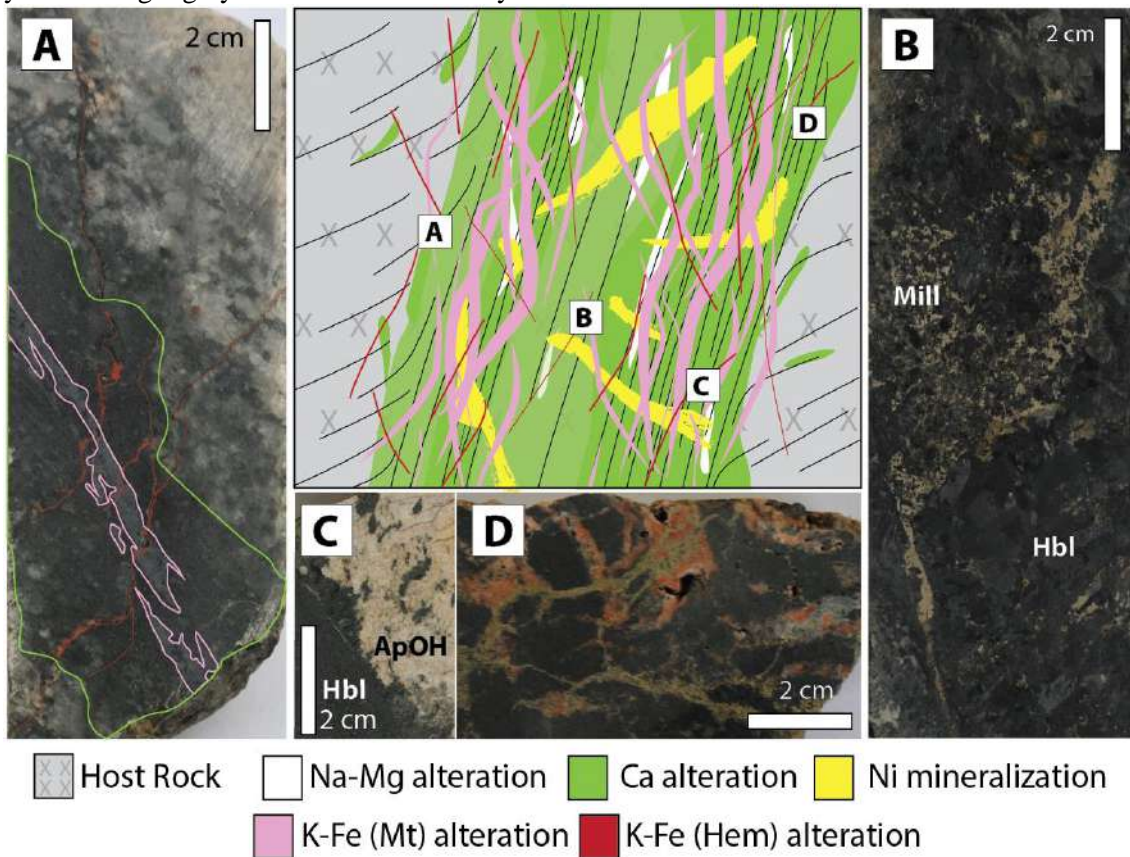 A
2 cm
A
B
C
D
B
2 cm
Mill
Hbl
C
ApOH
Hbl
2 cm
D
2 cm
Host Rock
Na-Mg alteration
Ca alteration
Ni mineralization
K-Fe (Mt) alteration
K-Fe (Hem) alteration